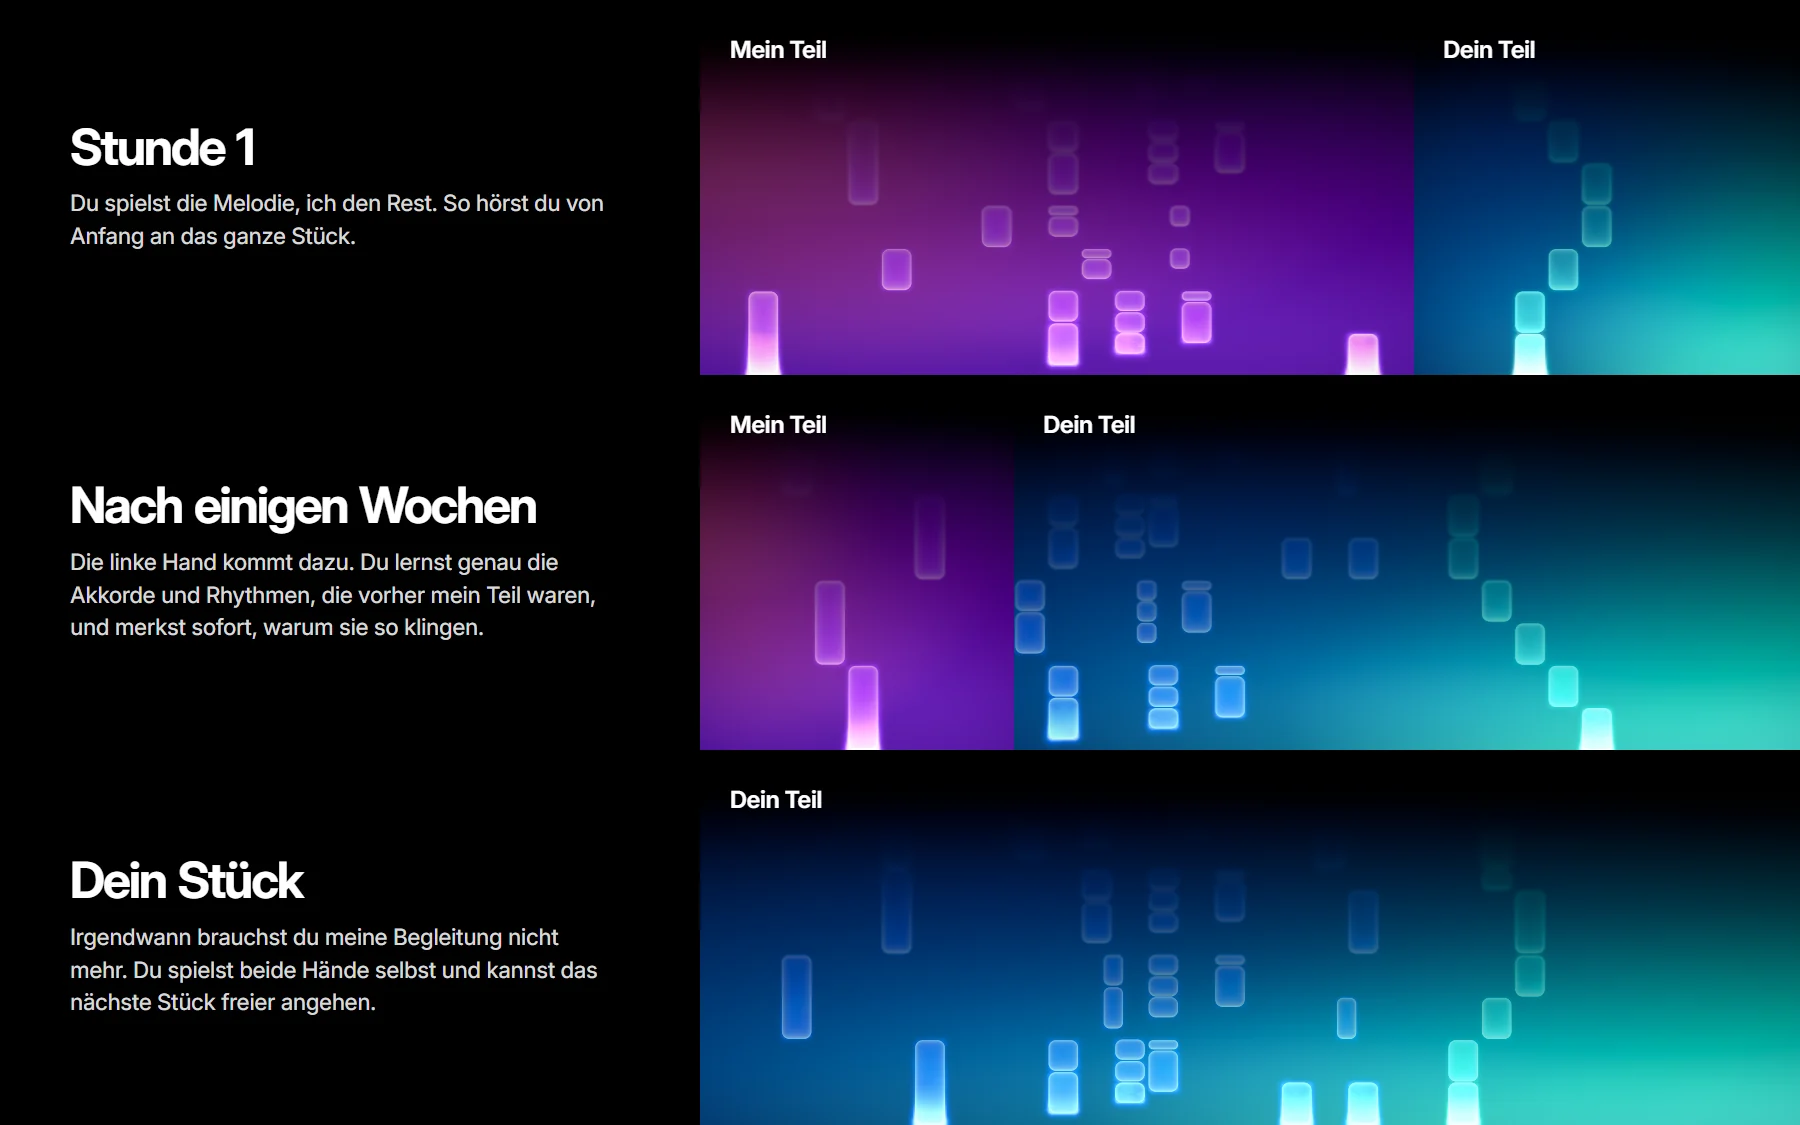 Mein Teil
Dein Teil
Stunde 1
Du spielst die Melodie, ich den Rest. So hörst du von
Anfang an das ganze Stück.
Mein Teil
Dein Teil
Nach einigen Wochen
Die linke Hand kommt dazu. Du lernst genau die
Akkorde und Rhythmen, die vorher mein Teil waren,
und merkst sofort, warum sie so klingen.
Dein Teil
Dein Stück
Irgendwann brauchst du meine Begleitung nicht
mehr. Du spielst beide Hände selbst und kannst das
nächste Stück freier angehen.